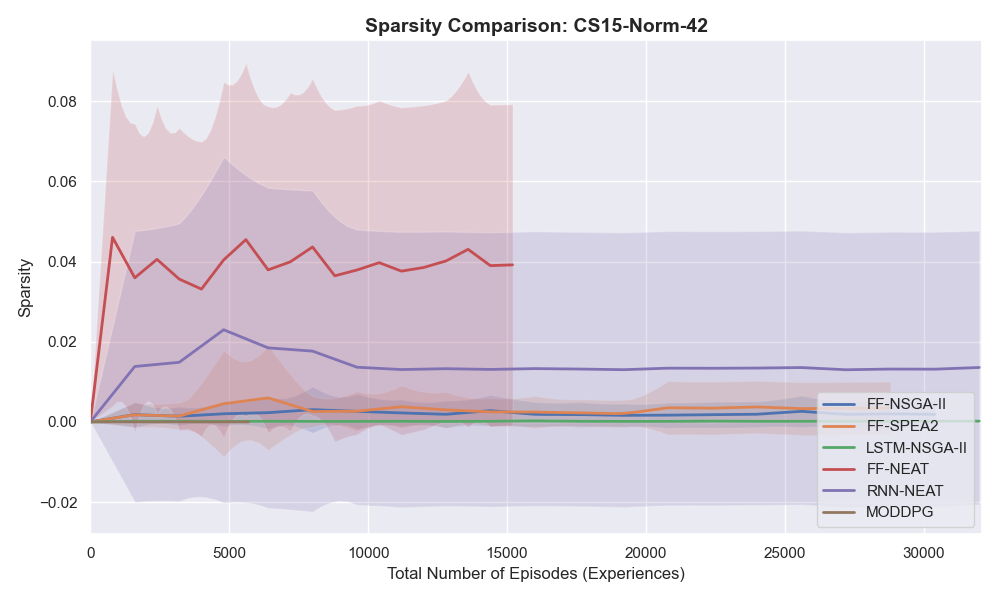 Sparsity Comparison: CS15-Norm-42
Sparsity
0.08
0.06
0.04
0.02
0.00
−0.02
0
5000
10000
15000
20000
25000
30000
Total Number of Episodes (Experiences)
FF-NSGA-II
FF-SPEA2
LSTM-NSGA-II
FF-NEAT
RNN-NEAT
MODDPG